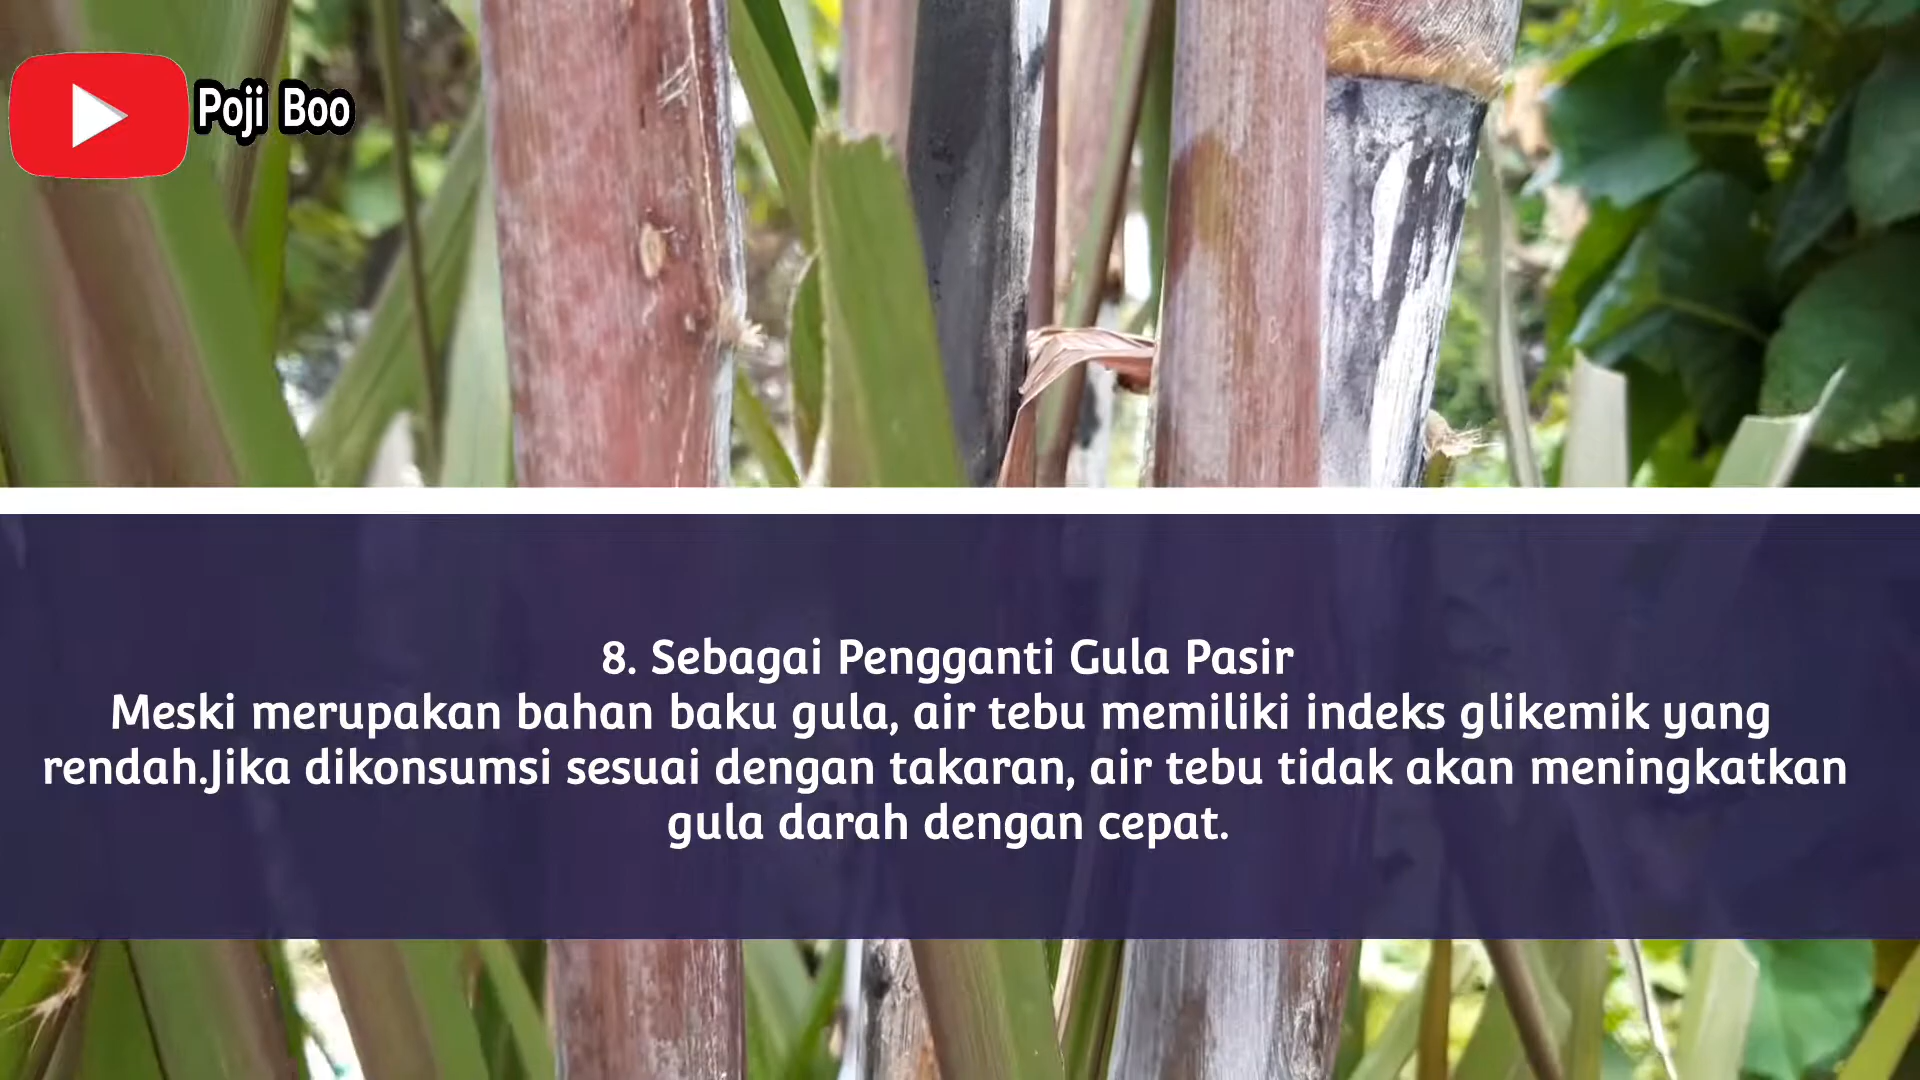 Poji Boo
8. Sebagai Pengganti Gula Pasir
Meski merupakan bahan baku gula, air tebu memiliki indeks glikemik yang
rendah.Jika dikonsumsi sesuai dengan takaran, air tebu tidak akan meningkatkan
gula darah dengan cepat.